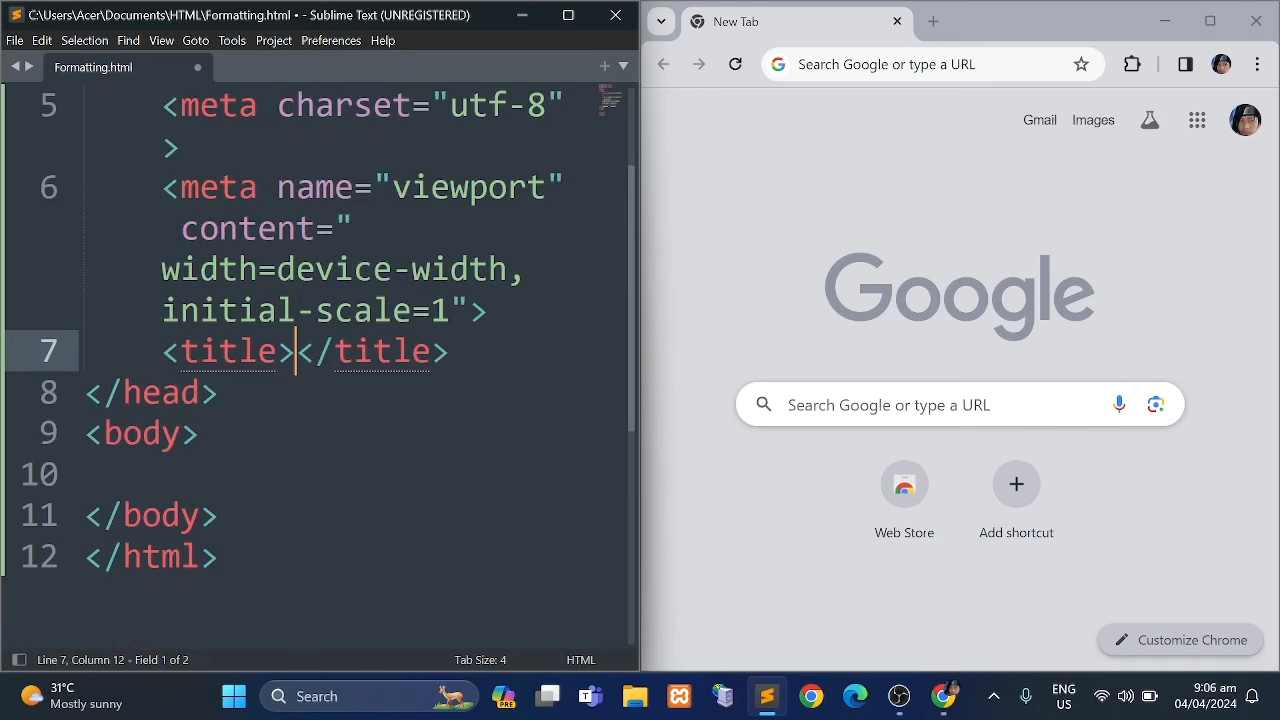 C:\Users\Acer\Documents\HTML\Formatting.html • - Sublime Text (UNREGISTERED)
File Edit Selection Find View Goto Tools Project Preferences Help
Formatting.html
5 <meta charset="utf-8"
>
6 <meta name="viewport"
content="
width=device-width,
initial-scale=1">
7 <title></title>
8 </head>
9 <body>
10
11 </body>
12 </html>
Line 7, Column 12 - Field 1 of 2 Tab Size: 4 HTML
New Tab
Search Google or type a URL
Gmail Images
Google
Search Google or type a URL
Web Store Add shortcut
Customize Chrome
31°C
Mostly sunny
Search
PRE
ENG
US
9:06 am
04/04/2024